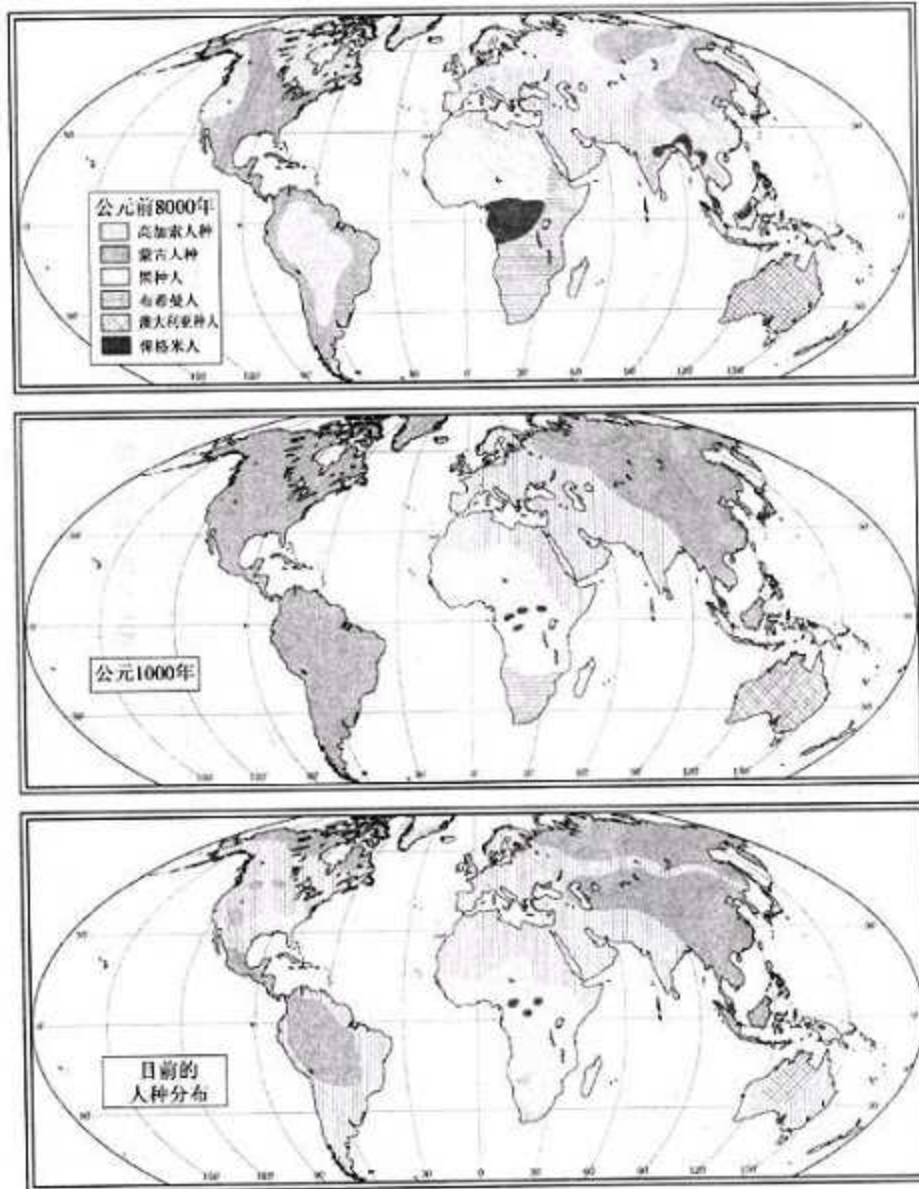 公元前8000年
高加索人种
蒙古人种
黑种人
布希曼人
澳大利亚种人
俾格米人
公元1000年
目前的
人种分布